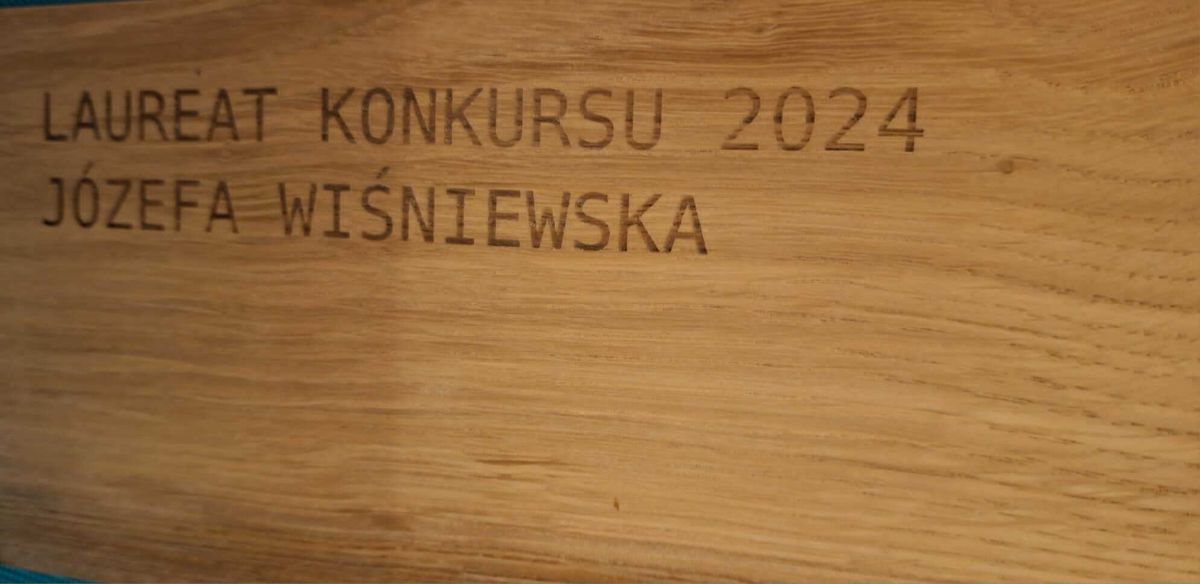 LAUREAT KONKURSU 2024
JÓZEFA WIŚNIEWSKA